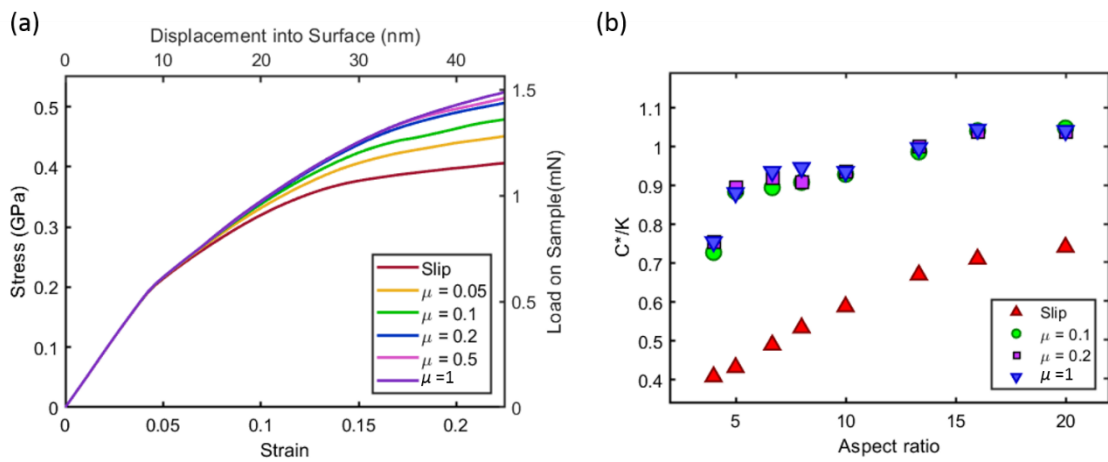 (a)
Displacement into Surface (nm)
0 10 20 30 40
0.5
0.4
0.3
0.2
0.1
0
Stress (GPa)
1.5
1
0.5
0
Load on Sample(mN)
Slip
μ = 0.05
μ = 0.1
μ = 0.2
μ = 0.5
μ =1
0 0.05 0.1 0.15 0.2
Strain
(b)
1.1
1
0.9
0.8
0.7
0.6
0.5
0.4
C*/K
Slip
μ = 0.1
μ = 0.2
μ =1
5 10 15 20
Aspect ratio